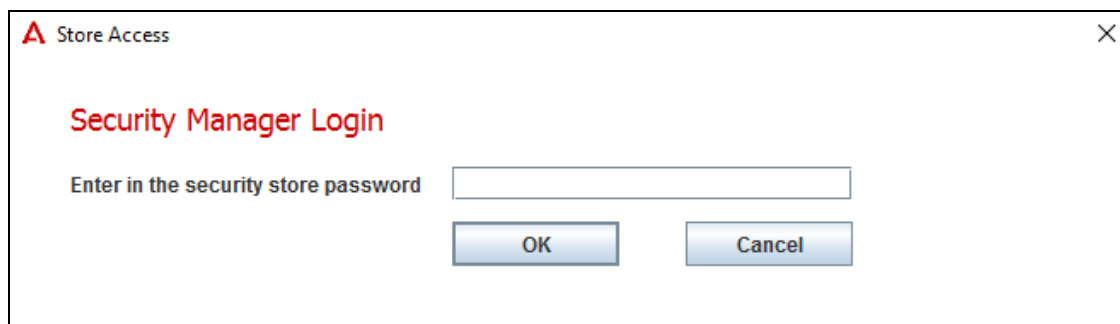 Store Access
Security Manager Login
Enter in the security store password
OK Cancel